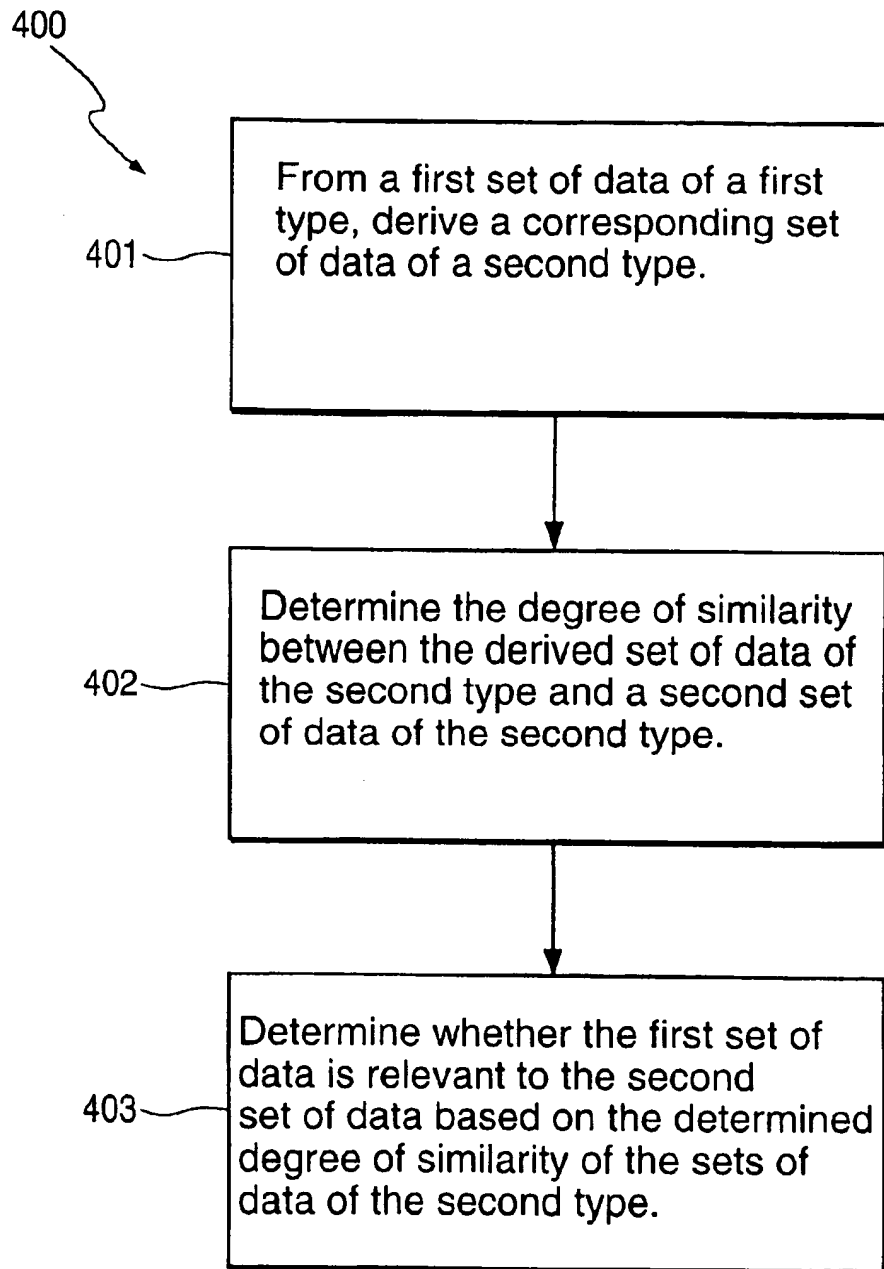 400
401
From a first set of data of a first
type, derive a corresponding set
of data of a second type.
402
Determine the degree of similarity
between the derived set of data of
the second type and a second set
of data of the second type.
403
Determine whether the first set of
data is relevant to the second
set of data based on the determined
degree of similarity of the sets of
data of the second type.